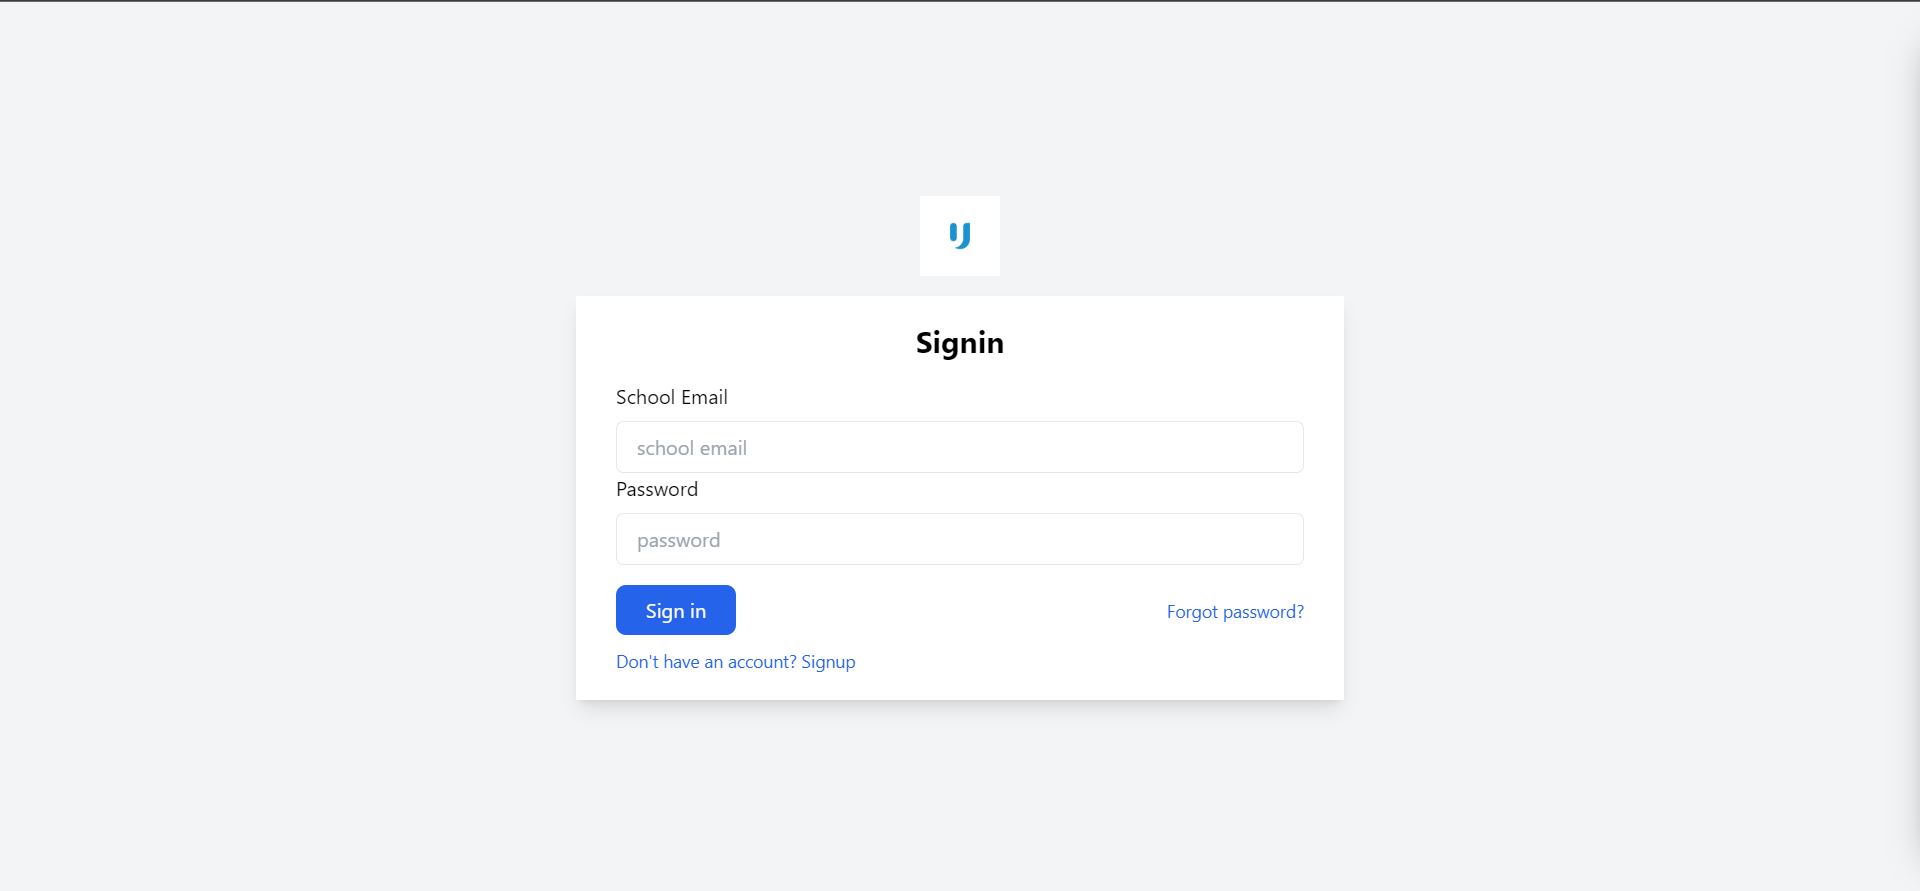 Signin
School Email
school email
Password
password
Sign in
Forgot password?
Don't have an account? Signup